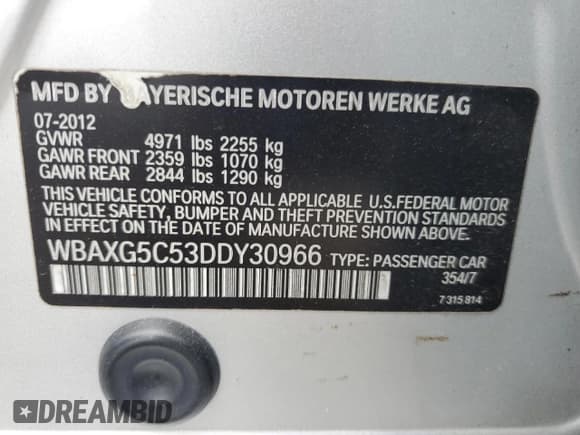 MFD BY BAYERISCHE MOTOREN WERKE AG
07-2012
GVWR 4971 lbs 2255 kg
GAWR FRONT 2359 lbs 1070 kg
GAWR REAR 2844 lbs 1290 kg
THIS VEHICLE CONFORMS TO ALL APPLICABLE U.S.FEDERAL MOTOR
VEHICLE SAFETY, BUMPER AND THEFT PREVENTION STANDARDS
IN EFFECT ON THE DATE OF MANUFACTURE SHOWN ABOVE.
WBAXG5C53DDY30966 TYPE: PASSENGER CAR
354/7
7 315 814
DREAMBID